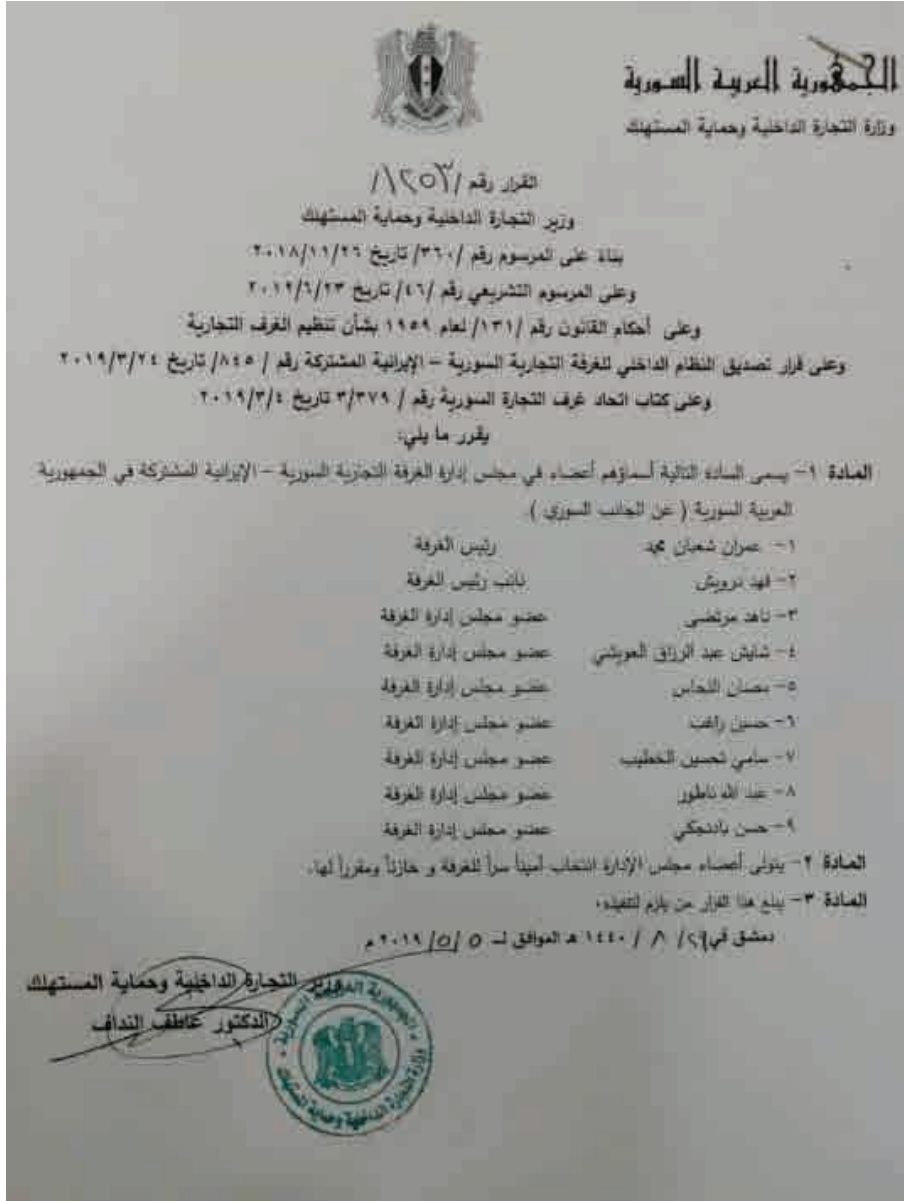 الجمهورية العربية السورية
وزارة التجارة الداخلية وحماية المستهلك
القرار رقم /١٢٥٣/
وزير التجارة الداخلية وحماية المستهلك
بناء على المرسوم رقم /٣٦٠/ تاريخ ٢٠١٨/١١/٢٦
وعلى المرسوم التشريعي رقم /٤٦/ تاريخ ٢٠١٢/٦/٢٣
وعلى أحكام القانون رقم /١٣١/ لعام ١٩٥٩ بشأن تنظيم الغرف التجارية
وعلى قرار تصديق النظام الداخلي للغرفة التجارية السورية – الإيرانية المشتركة رقم / ٨٤٥/ تاريخ ٢٠١٩/٣/٢٤
وعلى كتاب اتحاد غرف التجارة السورية رقم / ٣/٣٧٩ تاريخ ٢٠١٩/٣/٤
يقرر ما يلي:
المادة ١– يسمى السادة التالية أسماؤهم أعضاء في مجلس إدارة الغرفة التجارية السورية – الإيرانية المشتركة في الجمهورية
العربية السورية ( عن الجانب السوري ).
١– عمران شعبان محمد رئيس الغرفة
٢– فهد درويش نائب رئيس الغرفة
٣– ناهد مرتضى عضو مجلس إدارة الغرفة
٤– شايش عبد الرزاق العويشي عضو مجلس إدارة الغرفة
٥– مصان النحاس عضو مجلس إدارة الغرفة
٦– حسين راغب عضو مجلس إدارة الغرفة
٧– سامي تحسين الخطيب عضو مجلس إدارة الغرفة
٨– عبد الله ناطور عضو مجلس إدارة الغرفة
٩– حسن بادنجكي عضو مجلس إدارة الغرفة
المادة ٢– يتولى أعضاء مجلس الإدارة انتخاب أميناً سراً للغرفة و خازناً ومقرراً لها.
المادة ٣– يبلغ هذا القرار من يلزم لتنفيذه.
دمشق في ٢٩/ ٨ / ١٤٤٠ هـ الموافق لـ ٥ /٥/ ٢٠١٩ م
وزير التجارة الداخلية وحماية المستهلك
الدكتور عاطف النداف
الجمهورية العربية السورية
وزارة التجارة الداخلية وحماية المستهلك